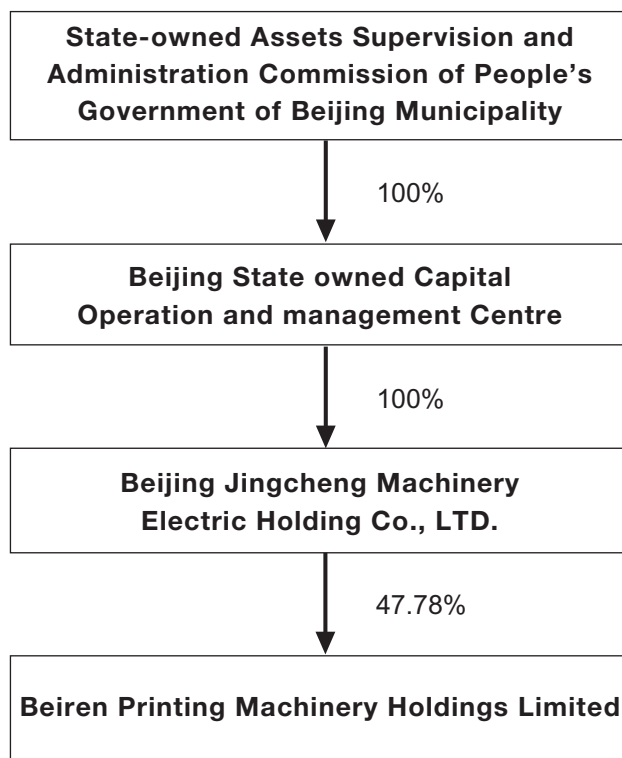 State-owned Assets Supervision and
Administration Commission of People’s
Government of Beijing Municipality
100%
Beijing State owned Capital
Operation and management Centre
100%
Beijing Jingcheng Machinery
Electric Holding Co., LTD.
47.78%
Beiren Printing Machinery Holdings Limited